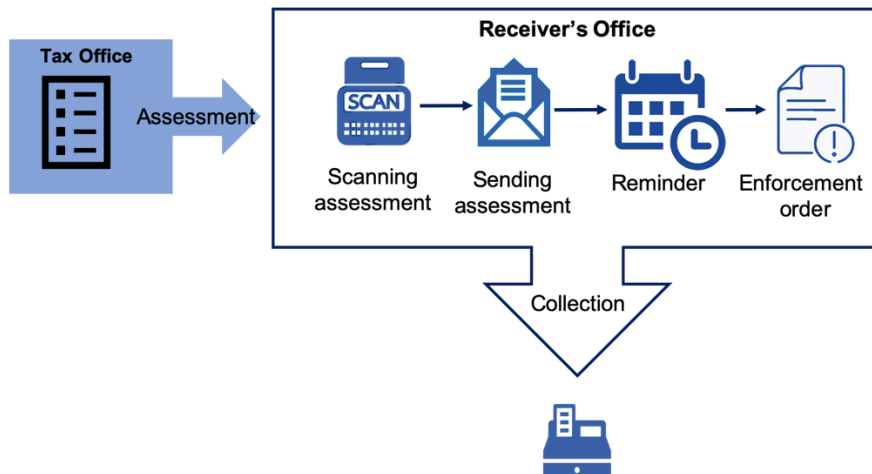 Tax Office
Assessment
Receiver's Office
SCAN
Scanning
assessment
Sending
assessment
Reminder
Enforcement
order
Collection